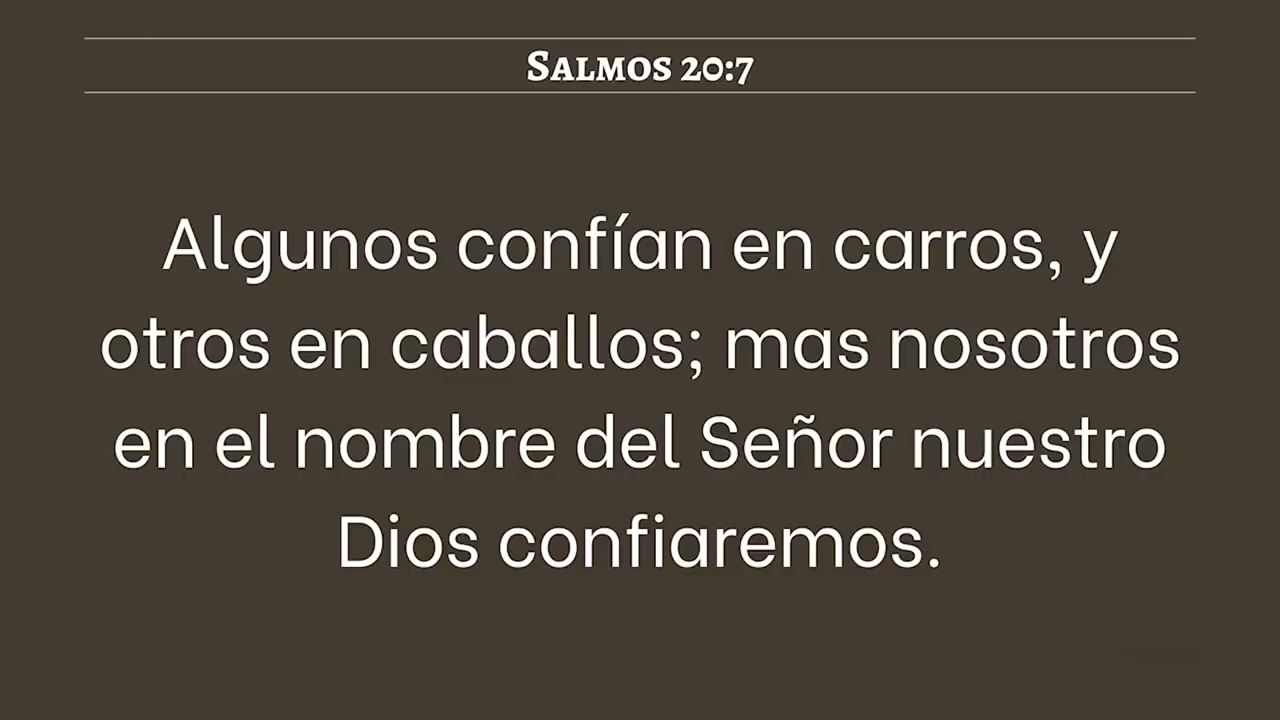 Salmos 20:7
Algunos confían en carros, y
otros en caballos; mas nosotros
en el nombre del Señor nuestro
Dios confiaremos.